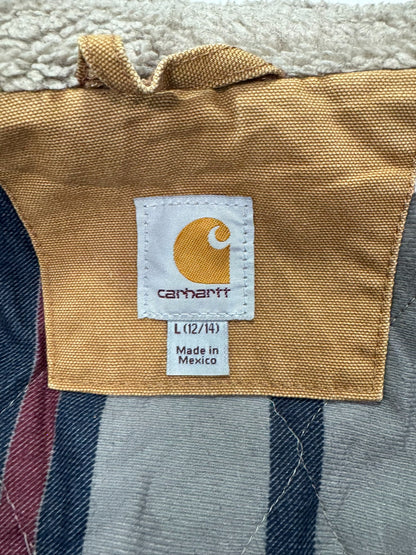 carhartt
L (12/14)
Made in
Mexico